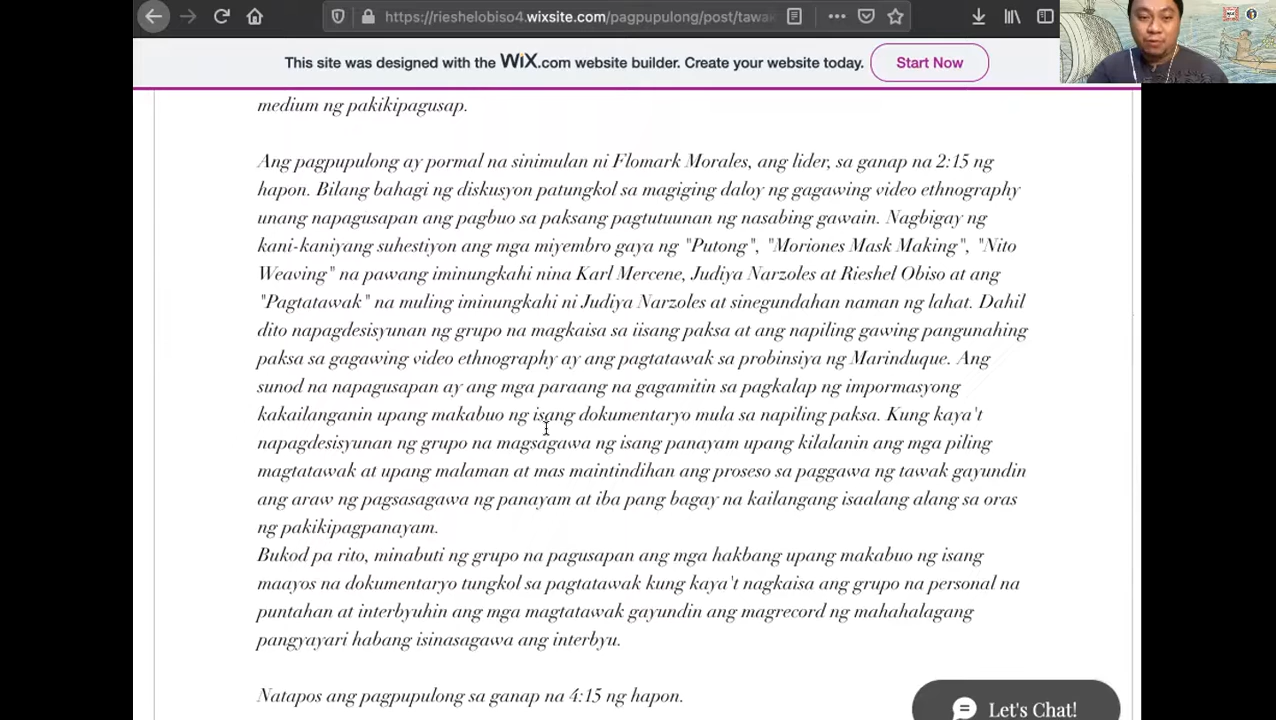 https://rieshelobiso4.wixsite.com/pagpupulong/post/tawak
This site was designed with the WiX.com website builder. Create your website today.
Start Now
medium ng pakikipagusap.
Ang pagpupulong ay pormal na sinimulan ni Flomark Morales, ang lider, sa ganap na 2:15 ng
hapon. Bilang bahagi ng diskusyon patungkol sa magiging daloy ng gagawing video ethnography
unang napagusapan ang pagbuo sa paksang pagtutuunan ng nasabing gawain. Nagbigay ng
kani-kaniyang suhestiyon ang mga miyembro gaya ng "Putong", "Moriones Mask Making", "Nito
Weaving" na pawang iminungkahi nina Karl Mercene, Judiya Narzoles at Rieshel Obiso at ang
"Pagtatawak" na muling iminungkahi ni Judiya Narzoles at sinegundahan naman ng lahat. Dahil
dito napagdesisyunan ng grupo na magkaisa sa iisang paksa at ang napiling gawing pangunahing
paksa sa gagawing video ethnography ay ang pagtatawak sa probinsiya ng Marinduque. Ang
sunod na napagusapan ay ang mga paraang na gagamitin sa pagkalap ng impormasyong
kakailanganin upang makabuo ng isang dokumentaryo mula sa napiling paksa. Kung kaya't
napagdesisyunan ng grupo na magsagawa ng isang panayam upang kilalanin ang mga piling
magtatawak at upang malaman at mas maintindihan ang proseso sa paggawa ng tawak gayundin
ang araw ng pagsasagawa ng panayam at iba pang bagay na kailangang isaalang alang sa oras
ng pakikipagpanayam.
Bukod pa rito, minabuti ng grupo na pagusapan ang mga hakbang upang makabuo ng isang
maayos na dokumentaryo tungkol sa pagtatawak kung kaya't nagkaisa ang grupo na personal na
puntahan at interbyuhin ang mga magtatawak gayundin ang magrecord ng mahahalagang
pangyayari habang isinasagawa ang interbyu.
Natapos ang pagpupulong sa ganap na 4:15 ng hapon.
Let's Chat!